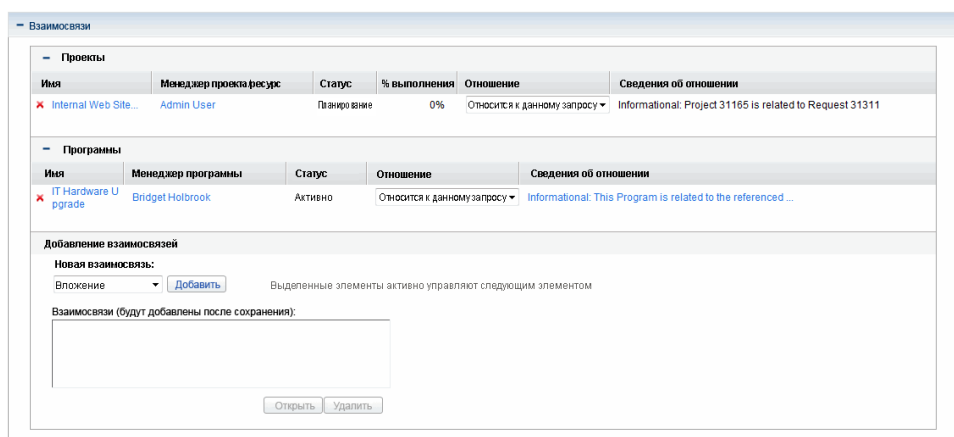 Взаимосвязи
Проекты
Имя Менеджер проекта/ресурс Статус % выполнения Отношение Сведения об отношении
Internal Web Site... Admin User Планирование 0% Относится к данному запросу Informational: Project 31165 is related to Request 31311
Программы
Имя Менеджер программы Статус Отношение Сведения об отношении
IT Hardware U
pgrade Bridget Holbrook Активно Относится к данному запросу Informational: This Program is related to the referenced ...
Добавление взаимосвязей
Новая взаимосвязь:
Вложение Добавить Выделенные элементы активно управляют следующим элементом
Взаимосвязи (будут добавлены после сохранения):
Открыть Удалить